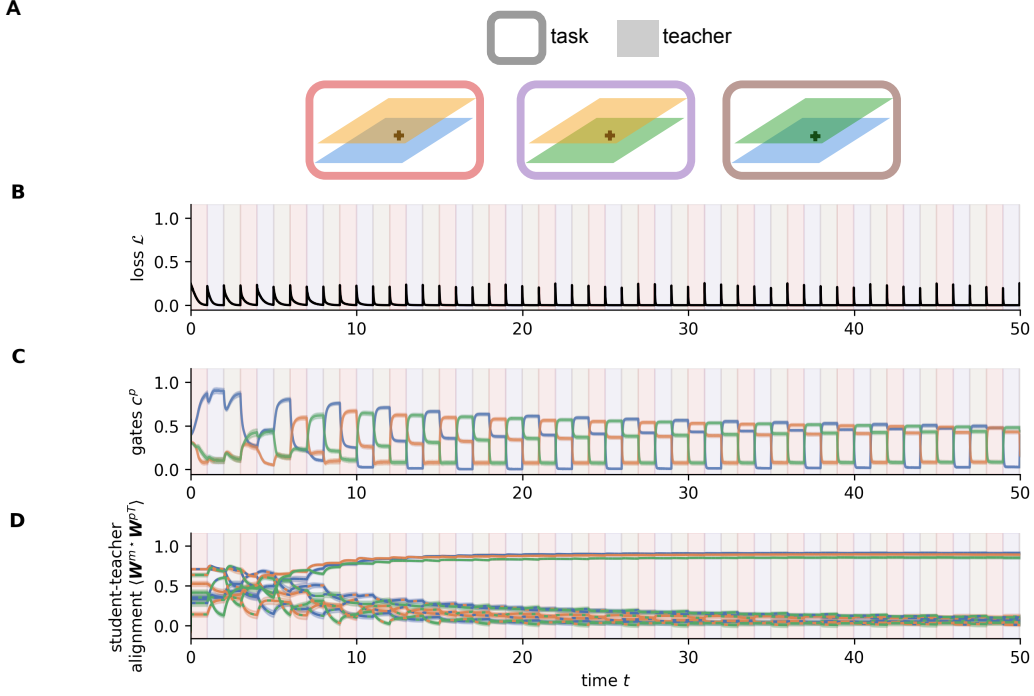 A
task
teacher
B
loss ℒ
1.0
0.5
0.0
0 10 20 30 40 50
C
gates c^p
1.0
0.5
0.0
0 10 20 30 40 50
D
student-teacher
alignment ⟨W^m · W^{pT}⟩
1.0
0.5
0.0
0 10 20 30 40 50
time t